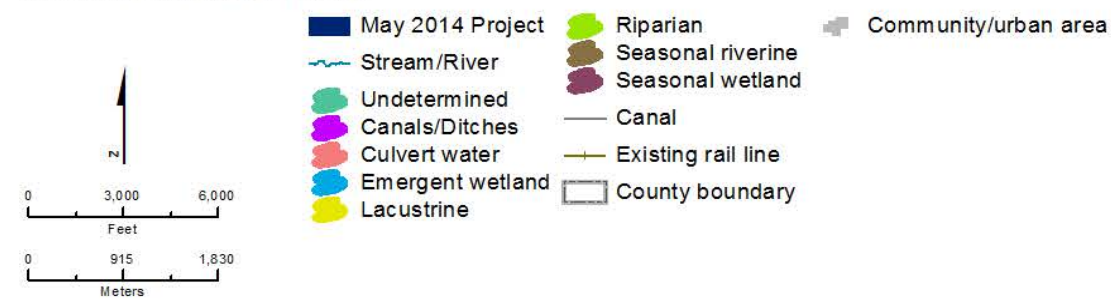 May 2014 Project
Stream/River
Undetermined
Canals/Ditches
Culvert water
Emergent wetland
Lacustrine
Riparian
Seasonal riverine
Seasonal wetland
Canal
Existing rail line
County boundary
Community/urban area
N
0 3,000 6,000
Feet
0 915 1,830
Meters